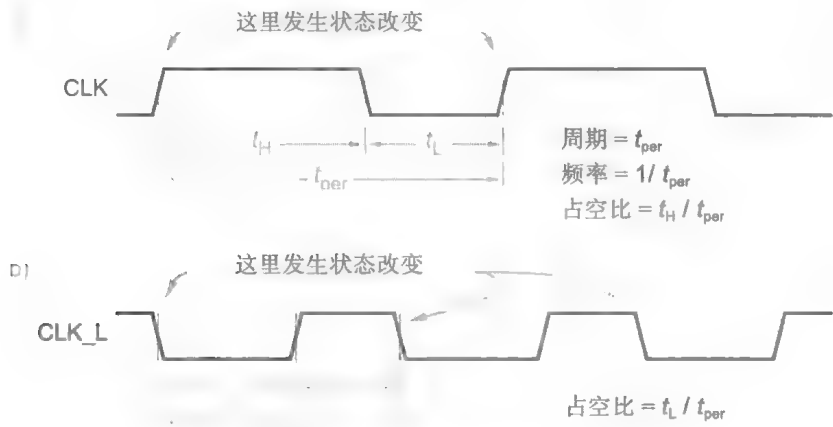 这里发生状态改变
CLK
t_H
t_L
周期 = t_per
t_per
频率 = 1/ t_per
占空比 = t_H / t_per
这里发生状态改变
CLK_L
占空比 = t_L / t_per